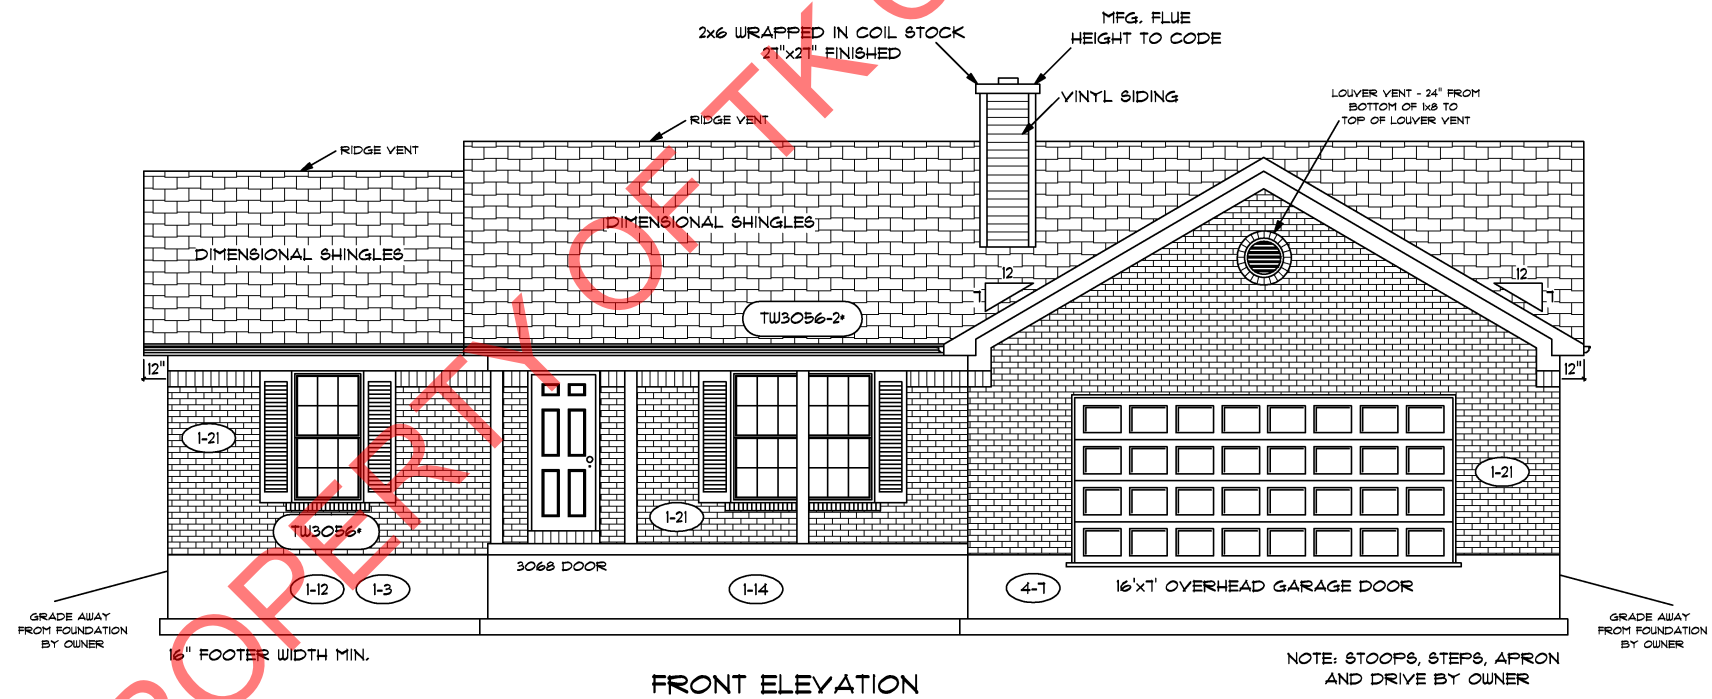 2x6 WRAPPED IN COIL STOCK
27"x27" FINISHED
MFG. FLUE
HEIGHT TO CODE
VINYL SIDING
LOUVER VENT - 24" FROM
BOTTOM OF 1x8 TO
TOP OF LOUVER VENT
RIDGE VENT
RIDGE VENT
DIMENSIONAL SHINGLES
DIMENSIONAL SHINGLES
12
7
12
7
TW3056-2*
12"
12"
1-21
1-21
1-21
TW3056*
3068 DOOR
1-12
1-3
1-14
4-7
16'x7' OVERHEAD GARAGE DOOR
GRADE AWAY
FROM FOUNDATION
BY OWNER
GRADE AWAY
FROM FOUNDATION
BY OWNER
16" FOOTER WIDTH MIN.
FRONT ELEVATION
NOTE: STOOPS, STEPS, APRON
AND DRIVE BY OWNER
PROPERTY OF TK